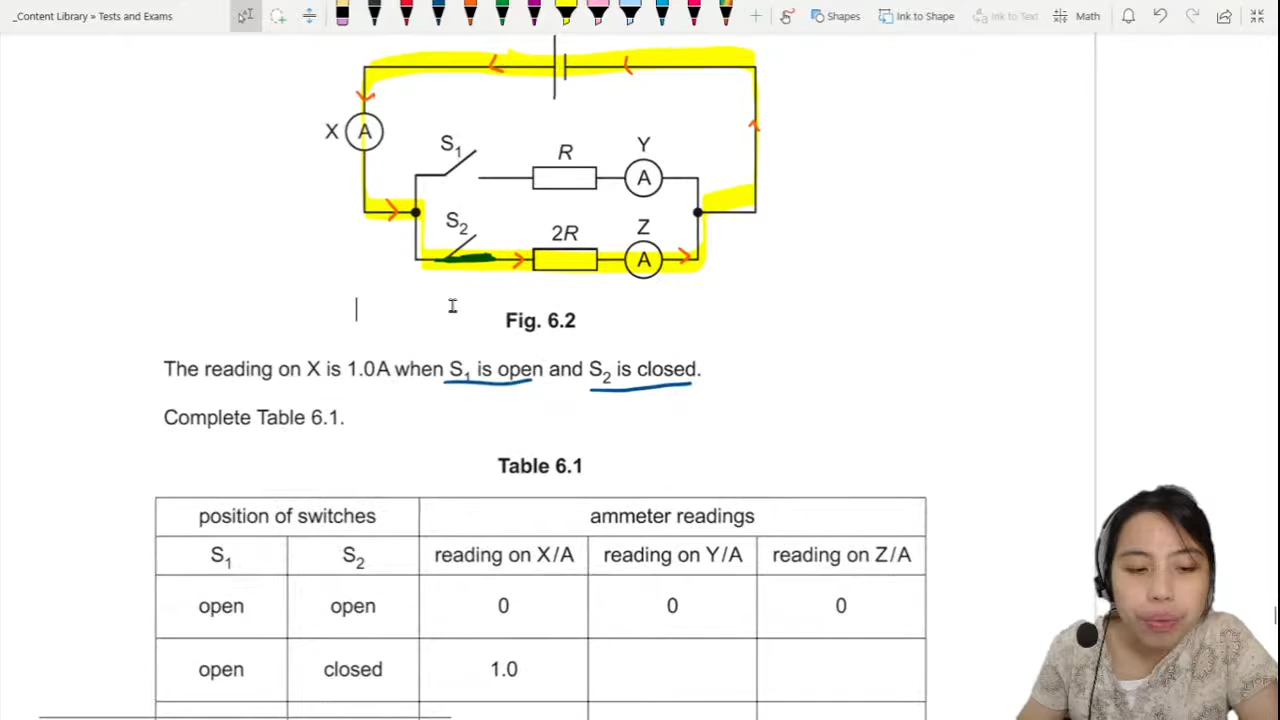 _Content Library » Tests and Exams
Shapes
Ink to Shape
Ink to Text
Math
X A
S1
R
Y
A
S2
2R
Z
A
Fig. 6.2
The reading on X is 1.0A when S1 is open and S2 is closed.
Complete Table 6.1.
Table 6.1
position of switches ammeter readings
S1 S2 reading on X/A reading on Y/A reading on Z/A
open open 0 0 0
open closed 1.0